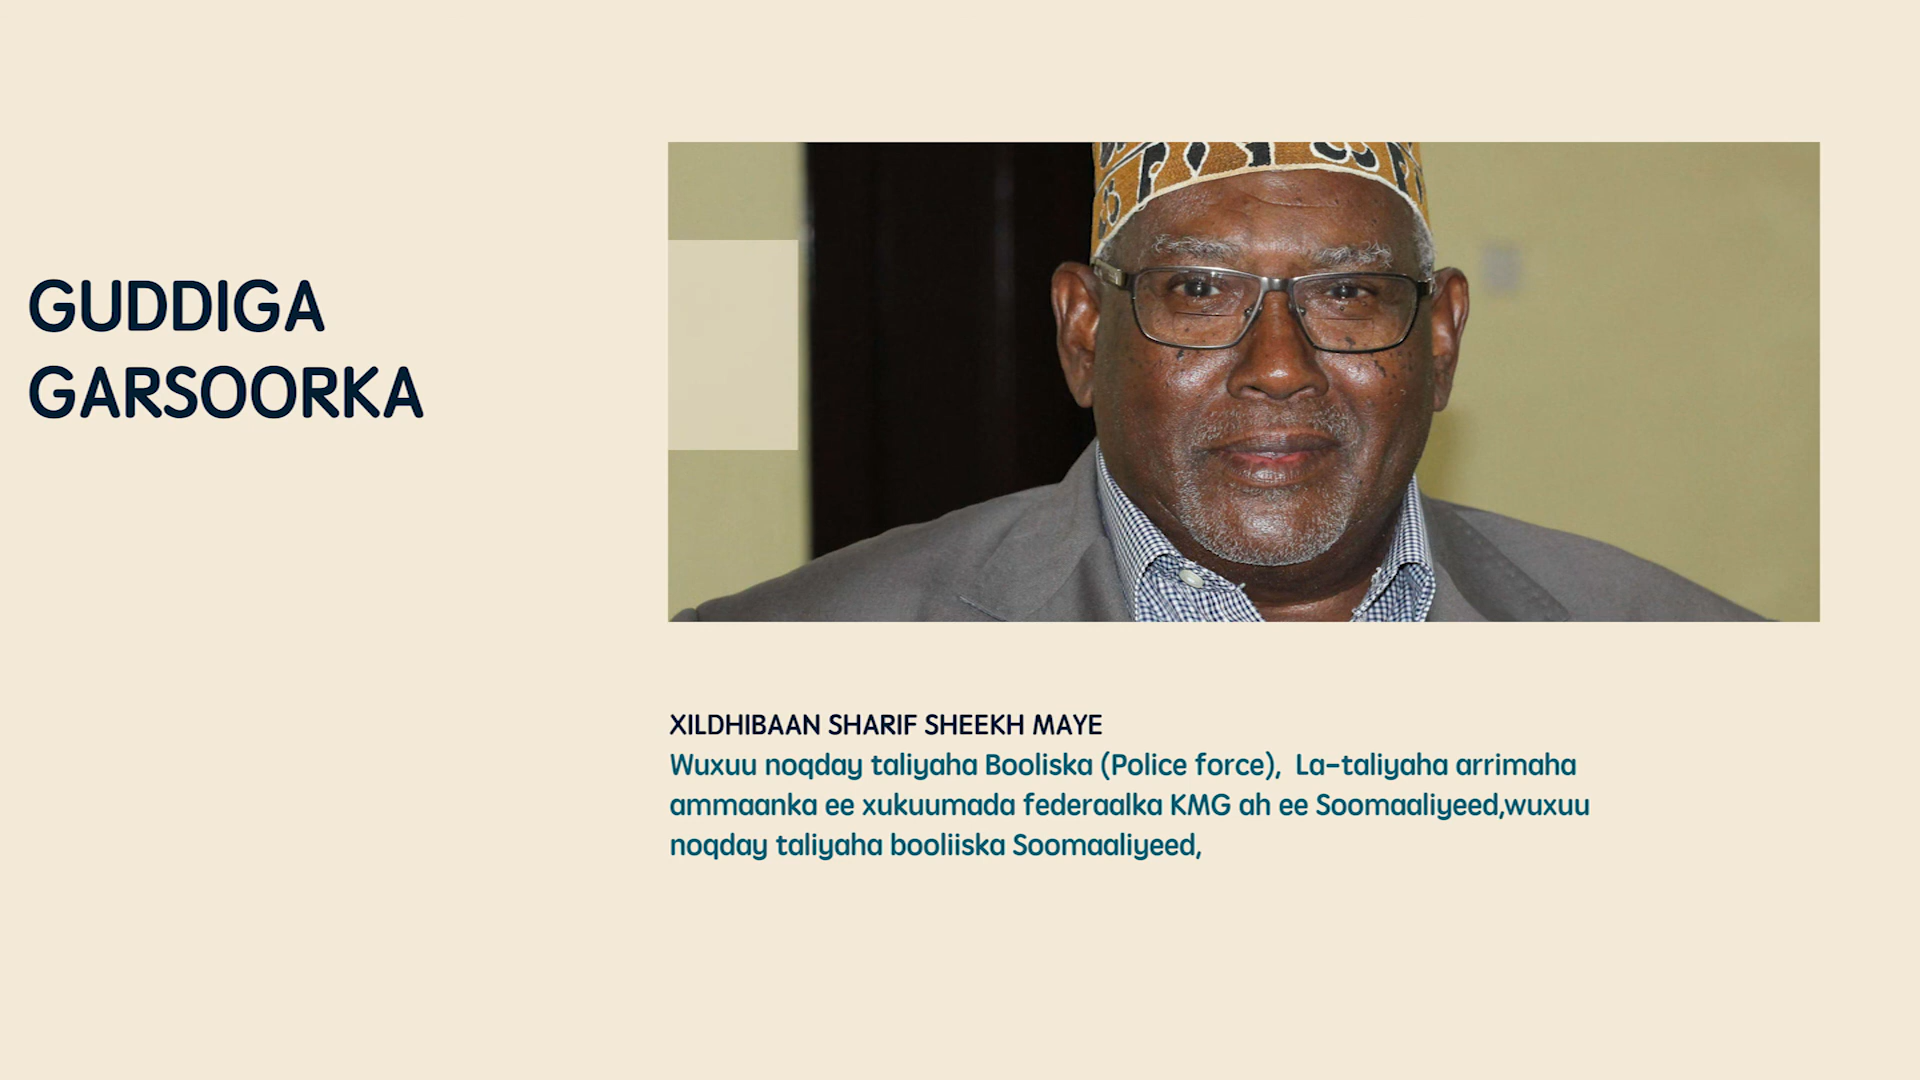 GUDDIGA
GARSOORKA
XILDHIBAAN SHARIF SHEEKH MAYE
Wuxuu noqday taliyaha Booliska (Police force), La-taliyaha arrimaha
ammaanka ee xukuumada federaalka KMG ah ee Soomaaliyeed,wuxuu
noqday taliyaha booliiska Soomaaliyeed,